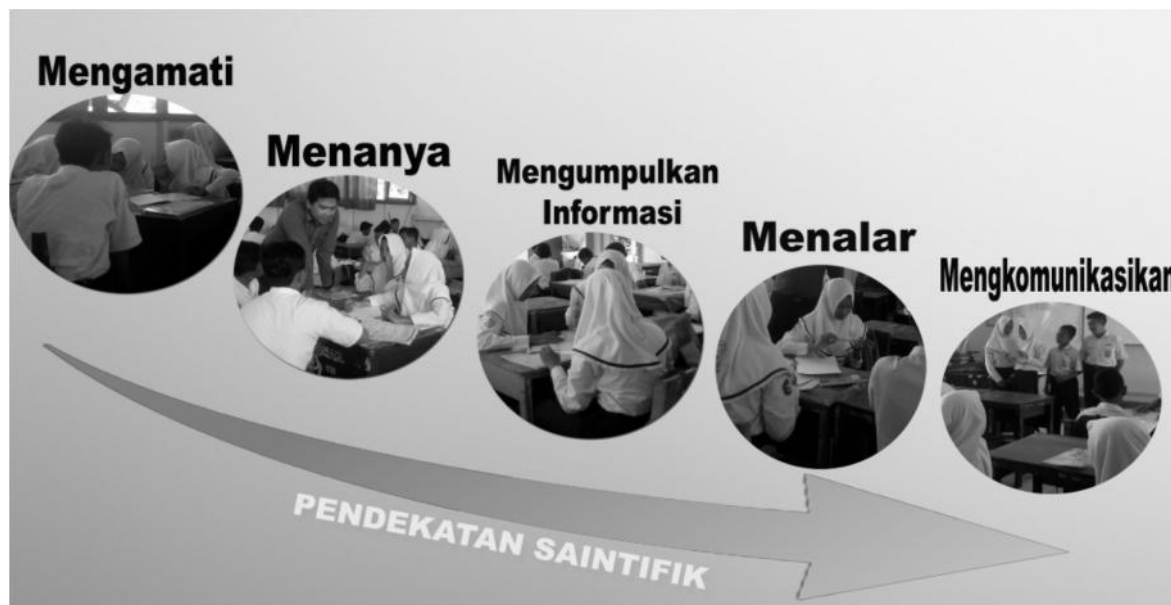 Mengamati
Menanya
Mengumpulkan
Informasi
Menalar
Mengkomunikasikan
PENDEKATAN SAINTIFIK